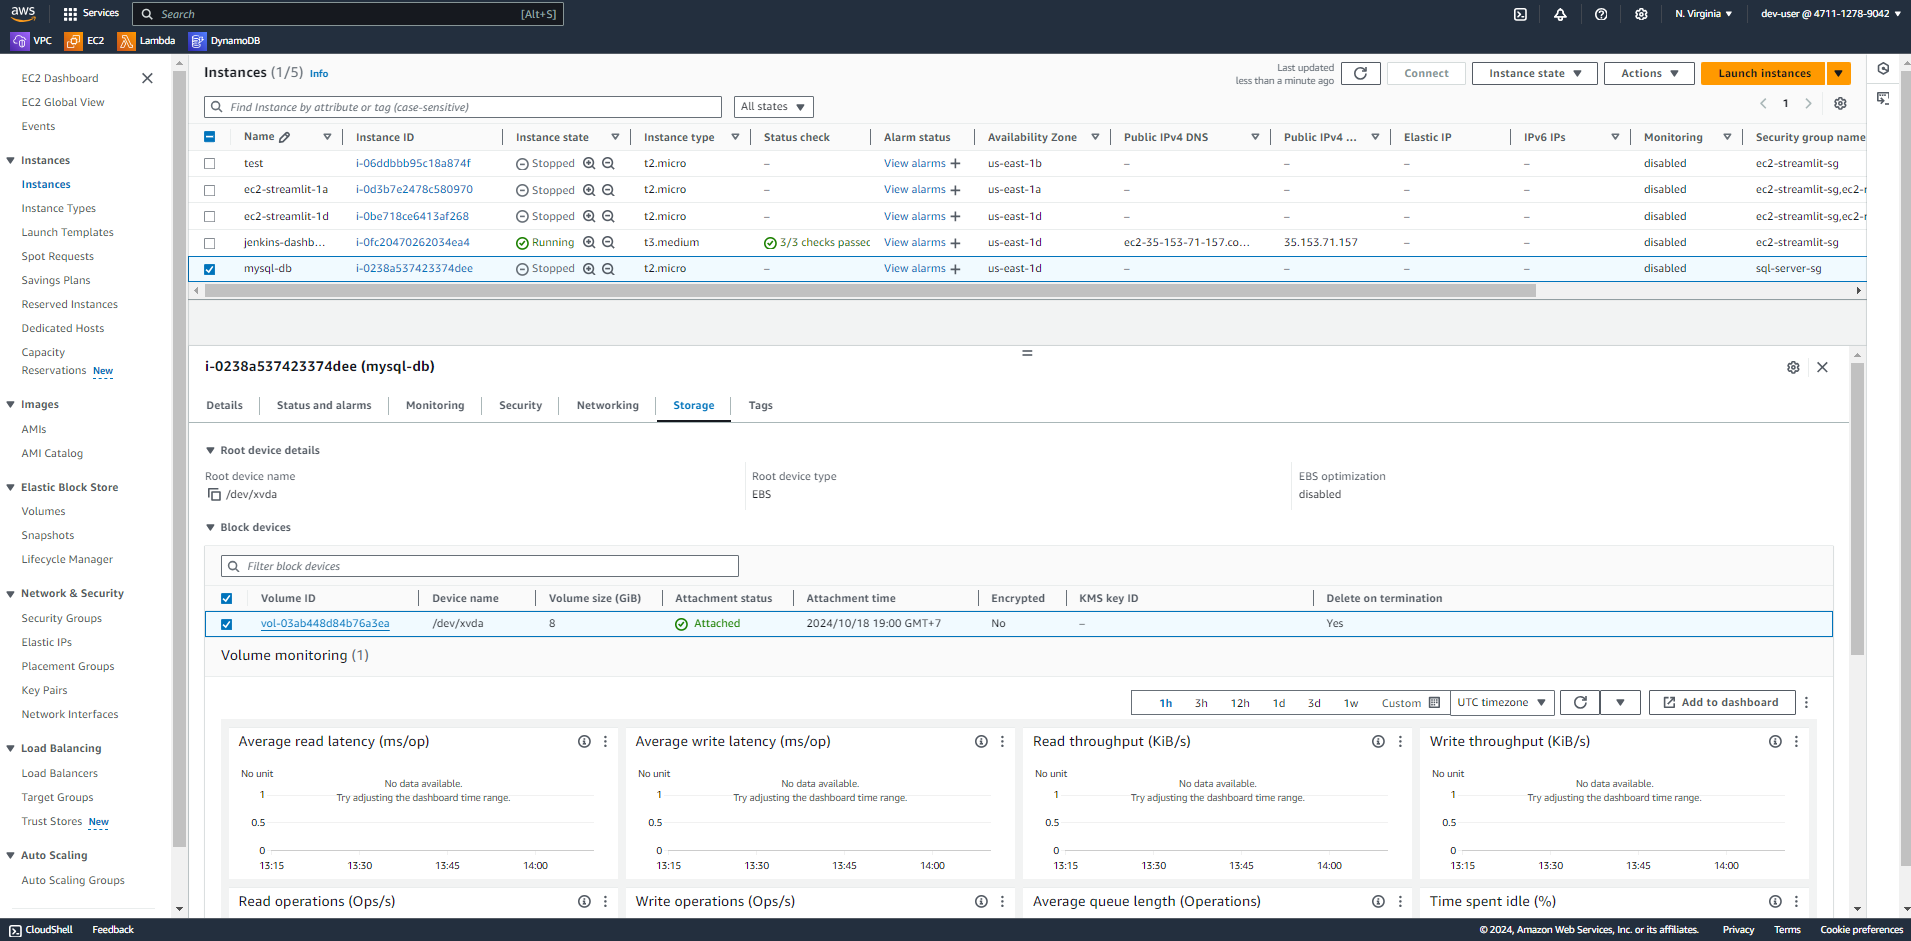 aws Services Search [Alt+S] N. Virginia dev-user @ 4711-1278-9042
VPC EC2 Lambda DynamoDB
EC2 Dashboard
EC2 Global View
Events
Instances
Instances
Instance Types
Launch Templates
Spot Requests
Savings Plans
Reserved Instances
Dedicated Hosts
Capacity
Reservations New
Images
AMIs
AMI Catalog
Elastic Block Store
Volumes
Snapshots
Lifecycle Manager
Network & Security
Security Groups
Elastic IPs
Placement Groups
Key Pairs
Network Interfaces
Load Balancing
Load Balancers
Target Groups
Trust Stores New
Auto Scaling
Auto Scaling Groups
Instances (1/5) Info
Last updated
less than a minute ago
Connect Instance state Actions Launch instances
Find Instance by attribute or tag (case-sensitive) All states 1
Name Instance ID Instance state Instance type Status check Alarm status Availability Zone Public IPv4 DNS Public IPv4 ... Elastic IP IPv6 IPs Monitoring Security group name
test i-06ddbbb95c18a874f Stopped t2.micro – View alarms + us-east-1b – – – – disabled ec2-streamlit-sg
ec2-streamlit-1a i-0d3b7e2478c580970 Stopped t2.micro – View alarms + us-east-1a – – – – disabled ec2-streamlit-sg,ec2-r
ec2-streamlit-1d i-0be718ce6413af268 Stopped t2.micro – View alarms + us-east-1d – – – – disabled ec2-streamlit-sg,ec2-r
jenkins-dashb... i-0fc20470262034ea4 Running t3.medium 3/3 checks passed View alarms + us-east-1d ec2-35-153-71-157.co... 35.153.71.157 – – disabled ec2-streamlit-sg
mysql-db i-0238a537423374dee Stopped t2.micro – View alarms + us-east-1d – – – – disabled sql-server-sg
i-0238a537423374dee (mysql-db)
Details Status and alarms Monitoring Security Networking Storage Tags
Root device details
Root device name Root device type EBS optimization
/dev/xvda EBS disabled
Block devices
Filter block devices
Volume ID Device name Volume size (GiB) Attachment status Attachment time Encrypted KMS key ID Delete on termination
vol-03ab448d84b76a3ea /dev/xvda 8 Attached 2024/10/18 19:00 GMT+7 No – Yes
Volume monitoring (1)
1h 3h 12h 1d 3d 1w Custom UTC timezone Add to dashboard
Average read latency (ms/op)
No unit
No data available.
Try adjusting the dashboard time range.
1
0.5
0
13:15 13:30 13:45 14:00
Average write latency (ms/op)
No unit
No data available.
Try adjusting the dashboard time range.
1
0.5
0
13:15 13:30 13:45 14:00
Read throughput (KiB/s)
No unit
No data available.
Try adjusting the dashboard time range.
1
0.5
0
13:15 13:30 13:45 14:00
Write throughput (KiB/s)
No unit
No data available.
Try adjusting the dashboard time range.
1
0.5
0
13:15 13:30 13:45 14:00
Read operations (Ops/s) Write operations (Ops/s) Average queue length (Operations) Time spent idle (%)
CloudShell Feedback © 2024, Amazon Web Services, Inc. or its affiliates. Privacy Terms Cookie preferences